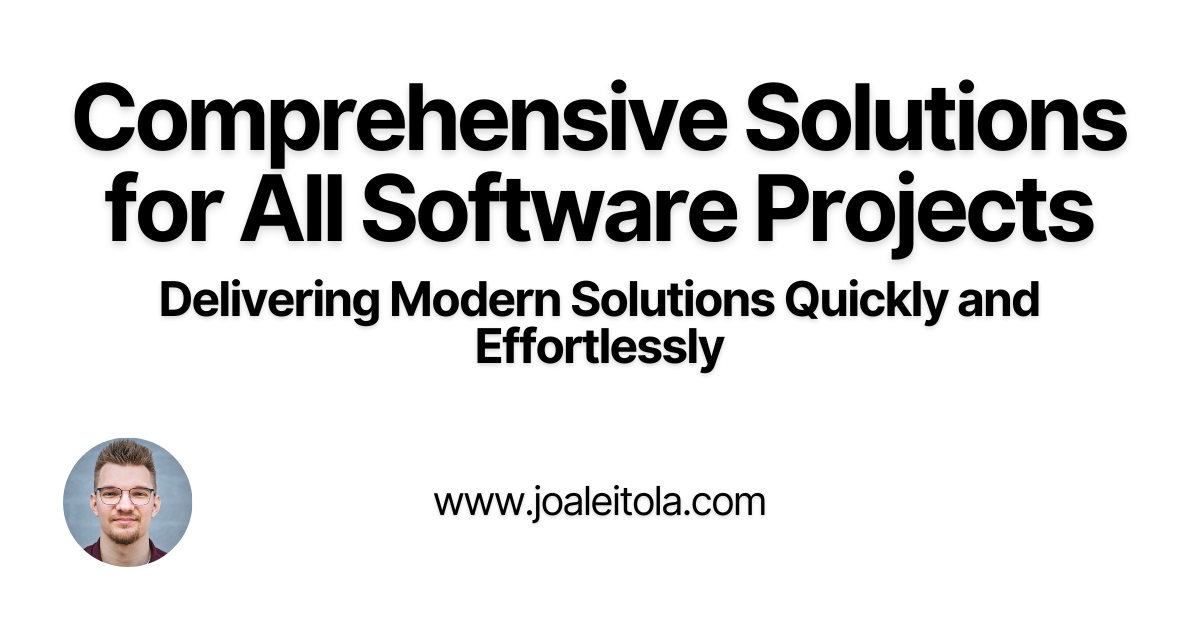 Comprehensive Solutions
for All Software Projects
Delivering Modern Solutions Quickly and
Effortlessly
www.joaleitola.com